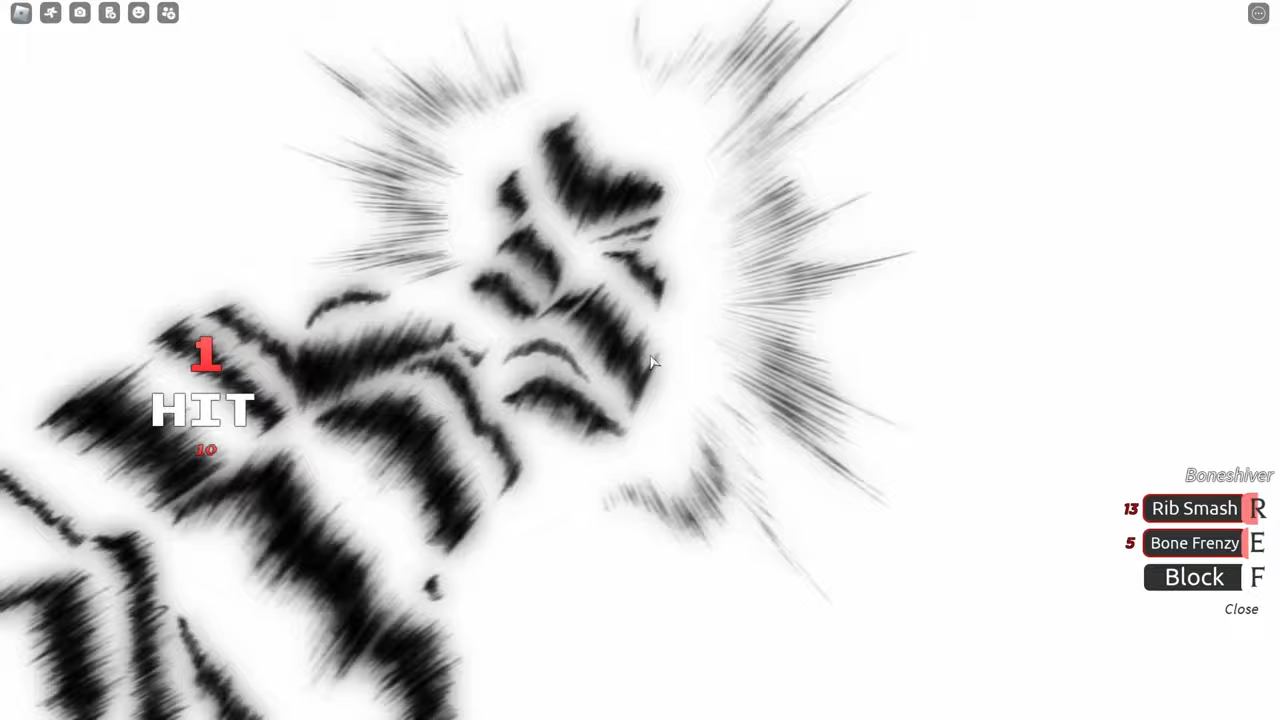 1
HIT
10
Boneshiver
13 Rib Smash R
5 Bone Frenzy E
Block F
Close